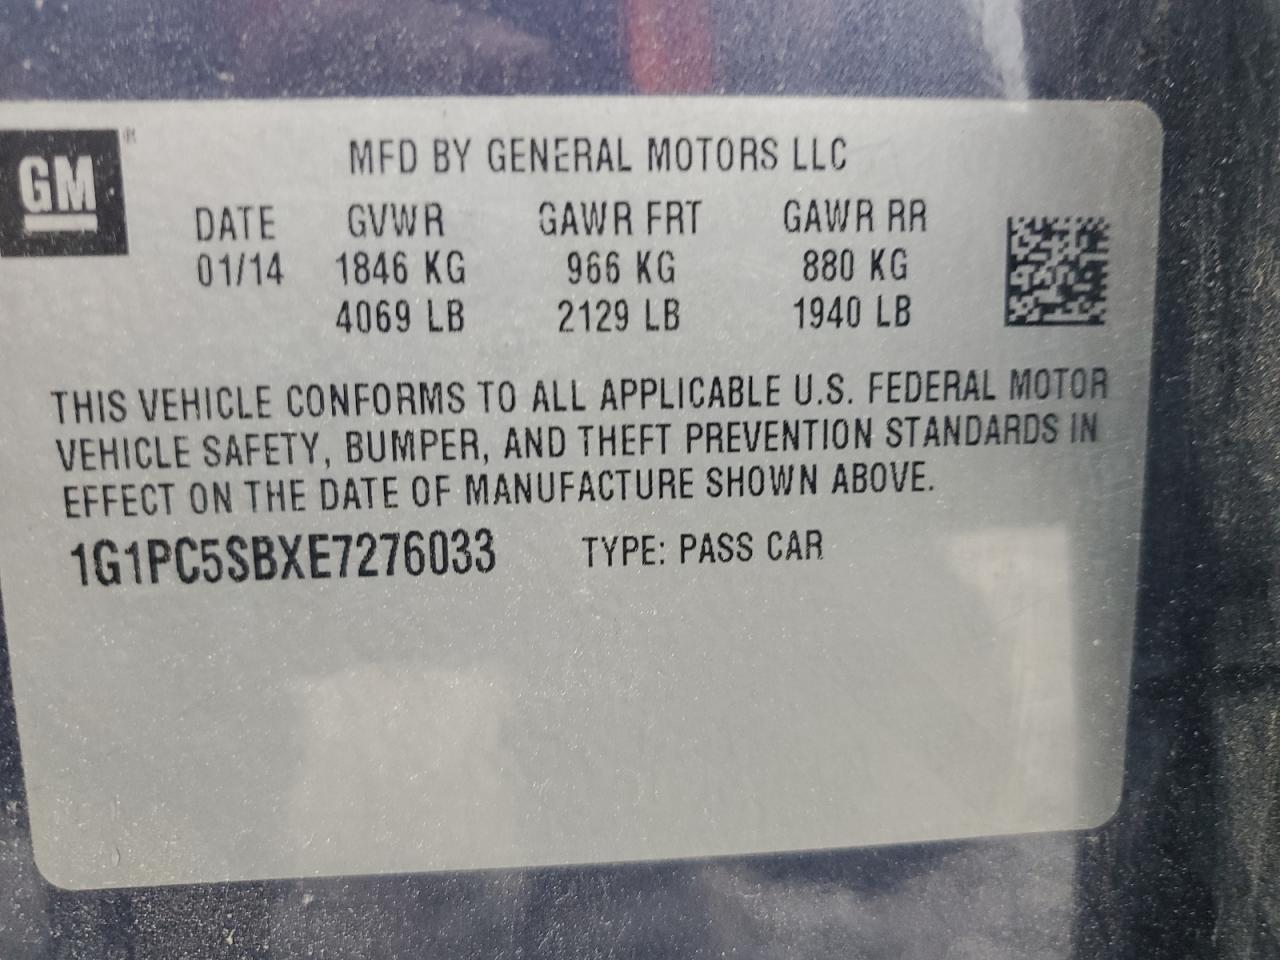 GM ®
MFD BY GENERAL MOTORS LLC
DATE GVWR GAWR FRT GAWR RR
01/14 1846 KG 966 KG 880 KG
4069 LB 2129 LB 1940 LB
THIS VEHICLE CONFORMS TO ALL APPLICABLE U.S. FEDERAL MOTOR
VEHICLE SAFETY, BUMPER, AND THEFT PREVENTION STANDARDS IN
EFFECT ON THE DATE OF MANUFACTURE SHOWN ABOVE.
1G1PC5SBXE7276033 TYPE: PASS CAR